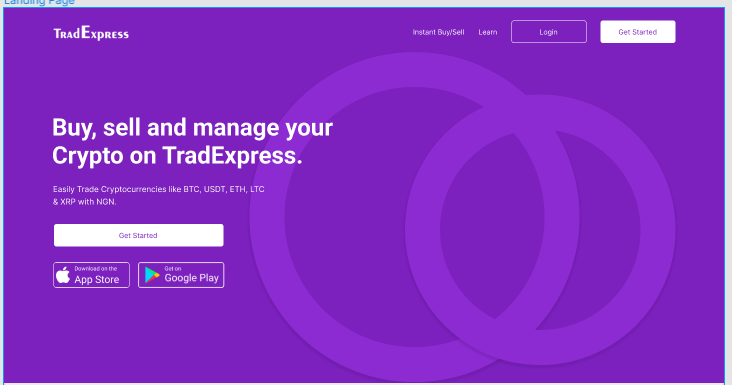 Landing Page
TradExpress
Instant Buy/Sell
Learn
Login
Get Started
Buy, sell and manage your
Crypto on TradExpress.
Easily Trade Cryptocurrencies like BTC, USDT, ETH, LTC
& XRP with NGN.
Get Started
Download on the
App Store
Get on
Google Play